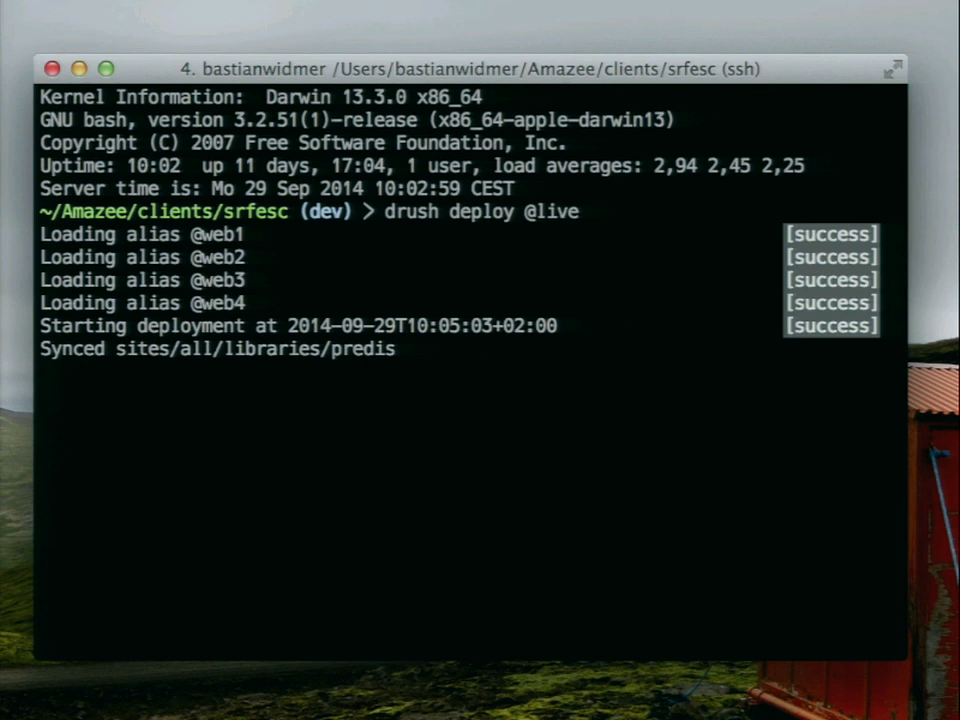 4. bastianwidmer /Users/bastianwidmer/Amazee/clients/srfesc (ssh)
Kernel Information:  Darwin 13.3.0 x86_64
GNU bash, version 3.2.51(1)-release (x86_64-apple-darwin13)
Copyright (C) 2007 Free Software Foundation, Inc.
Uptime: 10:02  up 11 days, 17:04, 1 user, load averages: 2,94 2,45 2,25
Server time is: Mo 29 Sep 2014 10:02:59 CEST
~/Amazee/clients/srfesc (dev) > drush deploy @live
Loading alias @web1 [success]
Loading alias @web2 [success]
Loading alias @web3 [success]
Loading alias @web4 [success]
Starting deployment at 2014-09-29T10:05:03+02:00 [success]
Synced sites/all/libraries/predis